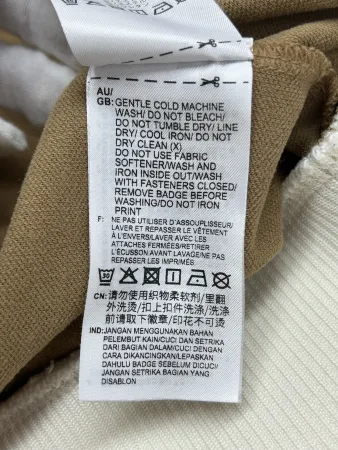 AU/
GB: GENTLE COLD MACHINE
WASH/ DO NOT BLEACH/
DO NOT TUMBLE DRY/ LINE
DRY/ COOL IRON/ DO NOT
DRY CLEAN (X)
DO NOT USE FABRIC
SOFTENER/WASH AND
IRON INSIDE OUT/WASH
WITH FASTENERS CLOSED/
REMOVE BADGE BEFORE
WASHING/DO NOT IRON
PRINT
F: NE PAS UTILISER D'ASSOUPLISSEUR/
LAVER ET REPASSER LE VÊTEMENT
À L'ENVERS/LAVER AVEC LES
ATTACHES FERMÉES/RETIRER
L'ÉCUSSON AVANT LAVAGE/NE PAS
REPASSER LES IMPRIMÉS
30
CN: 请勿使用织物柔软剂/里翻
外洗烫/扣上扣件洗涤/洗涤
前请取下徽章/印花不可烫
IND: JANGAN MENGGUNAKAN BAHAN
PELEMBUT KAIN/CUCI DAN SETRIKA
DARI BAGIAN DALAM/CUCI DENGAN
CARA DIKANCINGKAN/LEPASKAN
DAHULU BADGE SEBELUM DICUCI/
JANGAN SETRIKA BAGIAN YANG
DISABLON